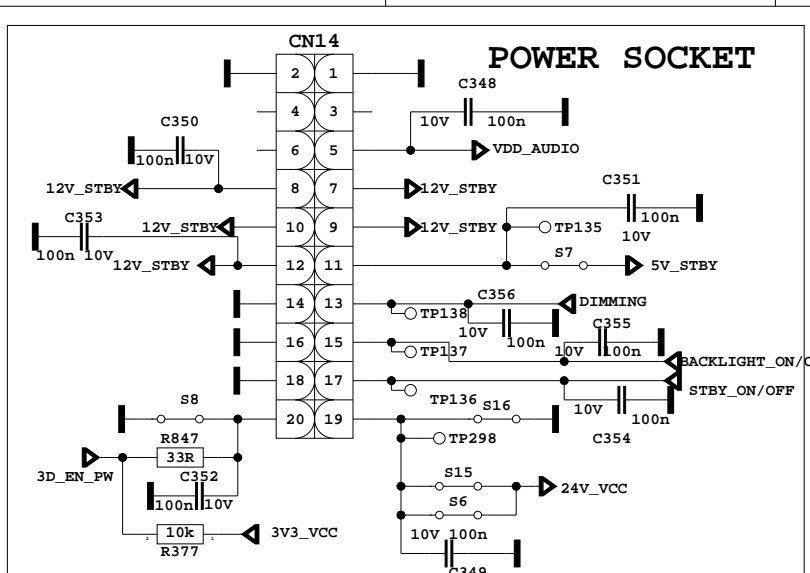 CN14
POWER SOCKET
2 1
C348
4 3
10V 100n
C350
6 5
VDD_AUDIO
100n 10V
C351
12V_STBY
8 7
12V_STBY
100n
C353
12V_STBY
10 9
12V_STBY
TP135
10V
100n 10V
S7
12V_STBY
12 11
5V_STBY
14 13
C356
DIMMING
TP138
10V 100n
C355
16 15
TP137
10V 100n
BACKLIGHT_ON/O
18 17
TP136
STBY_ON/OFF
S8
S16
10V 100n
20 19
C354
R847
TP298
33R
3D_EN_PW
C352
S15
24V_VCC
100n 10V
S6
10k
3V3_VCC
10V 100n
2 1
R377
C349